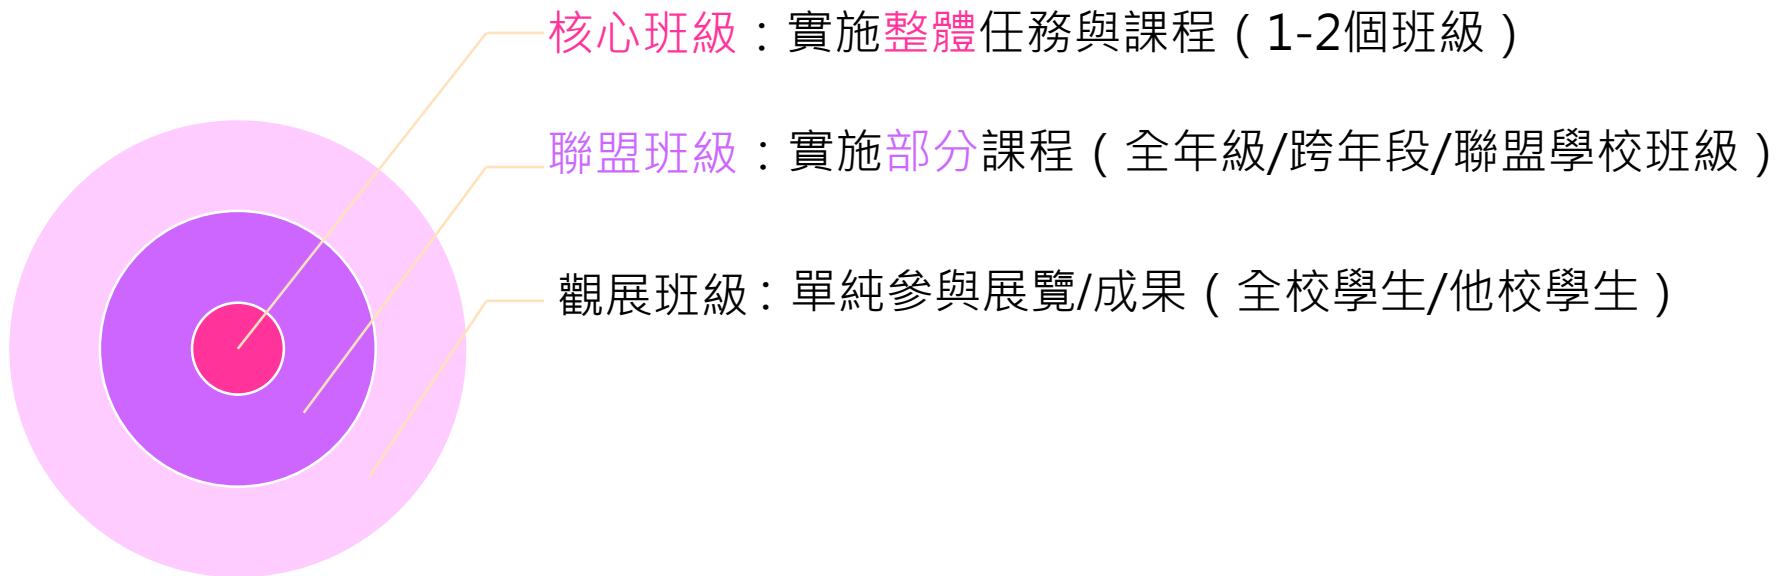 核心班級：實施整體任務與課程（1-2個班級）
聯盟班級：實施部分課程（全年級/跨年段/聯盟學校班級）
觀展班級：單純參與展覽/成果（全校學生/他校學生）